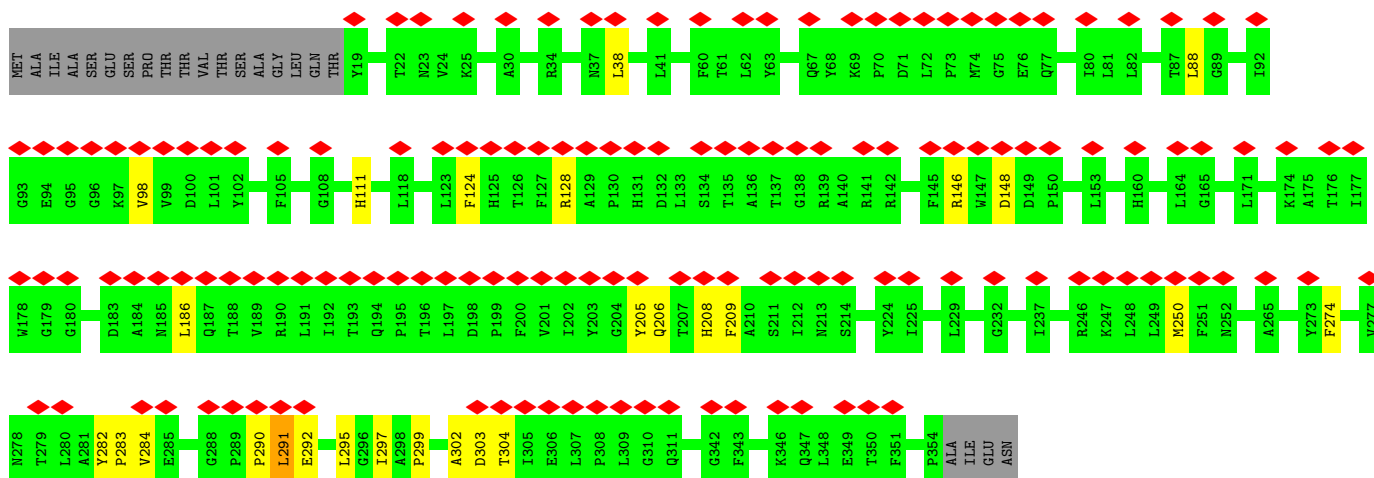 MET ALA ILE ALA SER GLU SER PRO THR THR VAL THR SER ALA GLY LEU GLN THR Y19 T22 N23 V24 K25 A30 R34 N37 L38 L41 F60 T61 L62 Y63 Q67 Y68 K69 P70 D71 L72 P73 M74 G75 E76 Q77 I80 L81 L82 T87 L88 G89 I92
G93 E94 G95 G96 K97 V98 V99 D100 L101 Y102 F105 G108 H111 L118 L123 F124 H125 T126 F127 R128 A129 P130 H131 D132 L133 S134 T135 A136 T137 G138 R139 A140 R141 R142 F145 R146 W147 D148 D149 P150 L153 H160 L164 G165 L171 K174 A175 T176 I177
W178 G179 G180 D183 A184 N185 L186 Q187 T188 V189 R190 L191 I192 T193 Q194 P195 T196 L197 D198 P199 F200 V201 I202 Y203 G204 Y205 Q206 T207 H208 F209 A210 S211 I212 N213 S214 Y224 I225 L229 G232 I237 R246 K247 L248 L249 M250 F251 N252 A265 Y273 F274 V277
N278 T279 L280 A281 Y282 P283 V284 E285 G288 P289 P290 L291 E292 L295 G296 I297 A298 P299 A302 D303 T304 I305 E306 L307 P308 L309 G310 Q311 G342 F343 K346 Q347 L348 E349 T350 F351 P354 ALA ILE GLU ASN